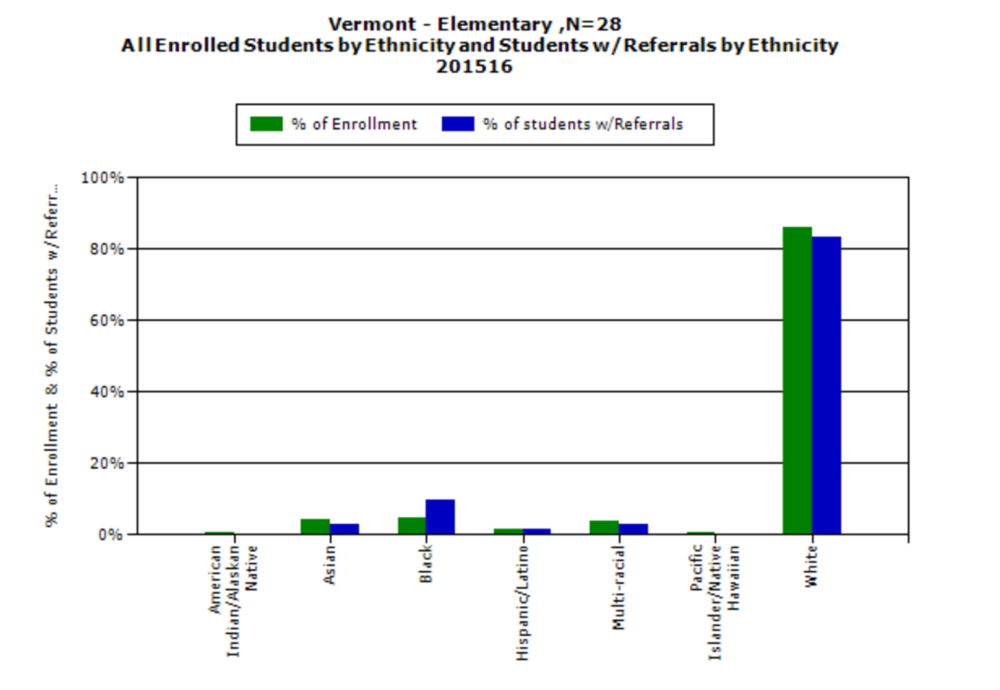 Vermont - Elementary ,N=28
All Enrolled Students by Ethnicity and Students w/Referrals by Ethnicity
201516
% of Enrollment
% of students w/Referrals
% of Enrollment & % of Students w/Referr...
100%
80%
60%
40%
20%
0%
American
Indian/Alaskan
Native
Asian
Black
Hispanic/Latino
Multi-racial
Pacific
Islander/Native
Hawaiian
White